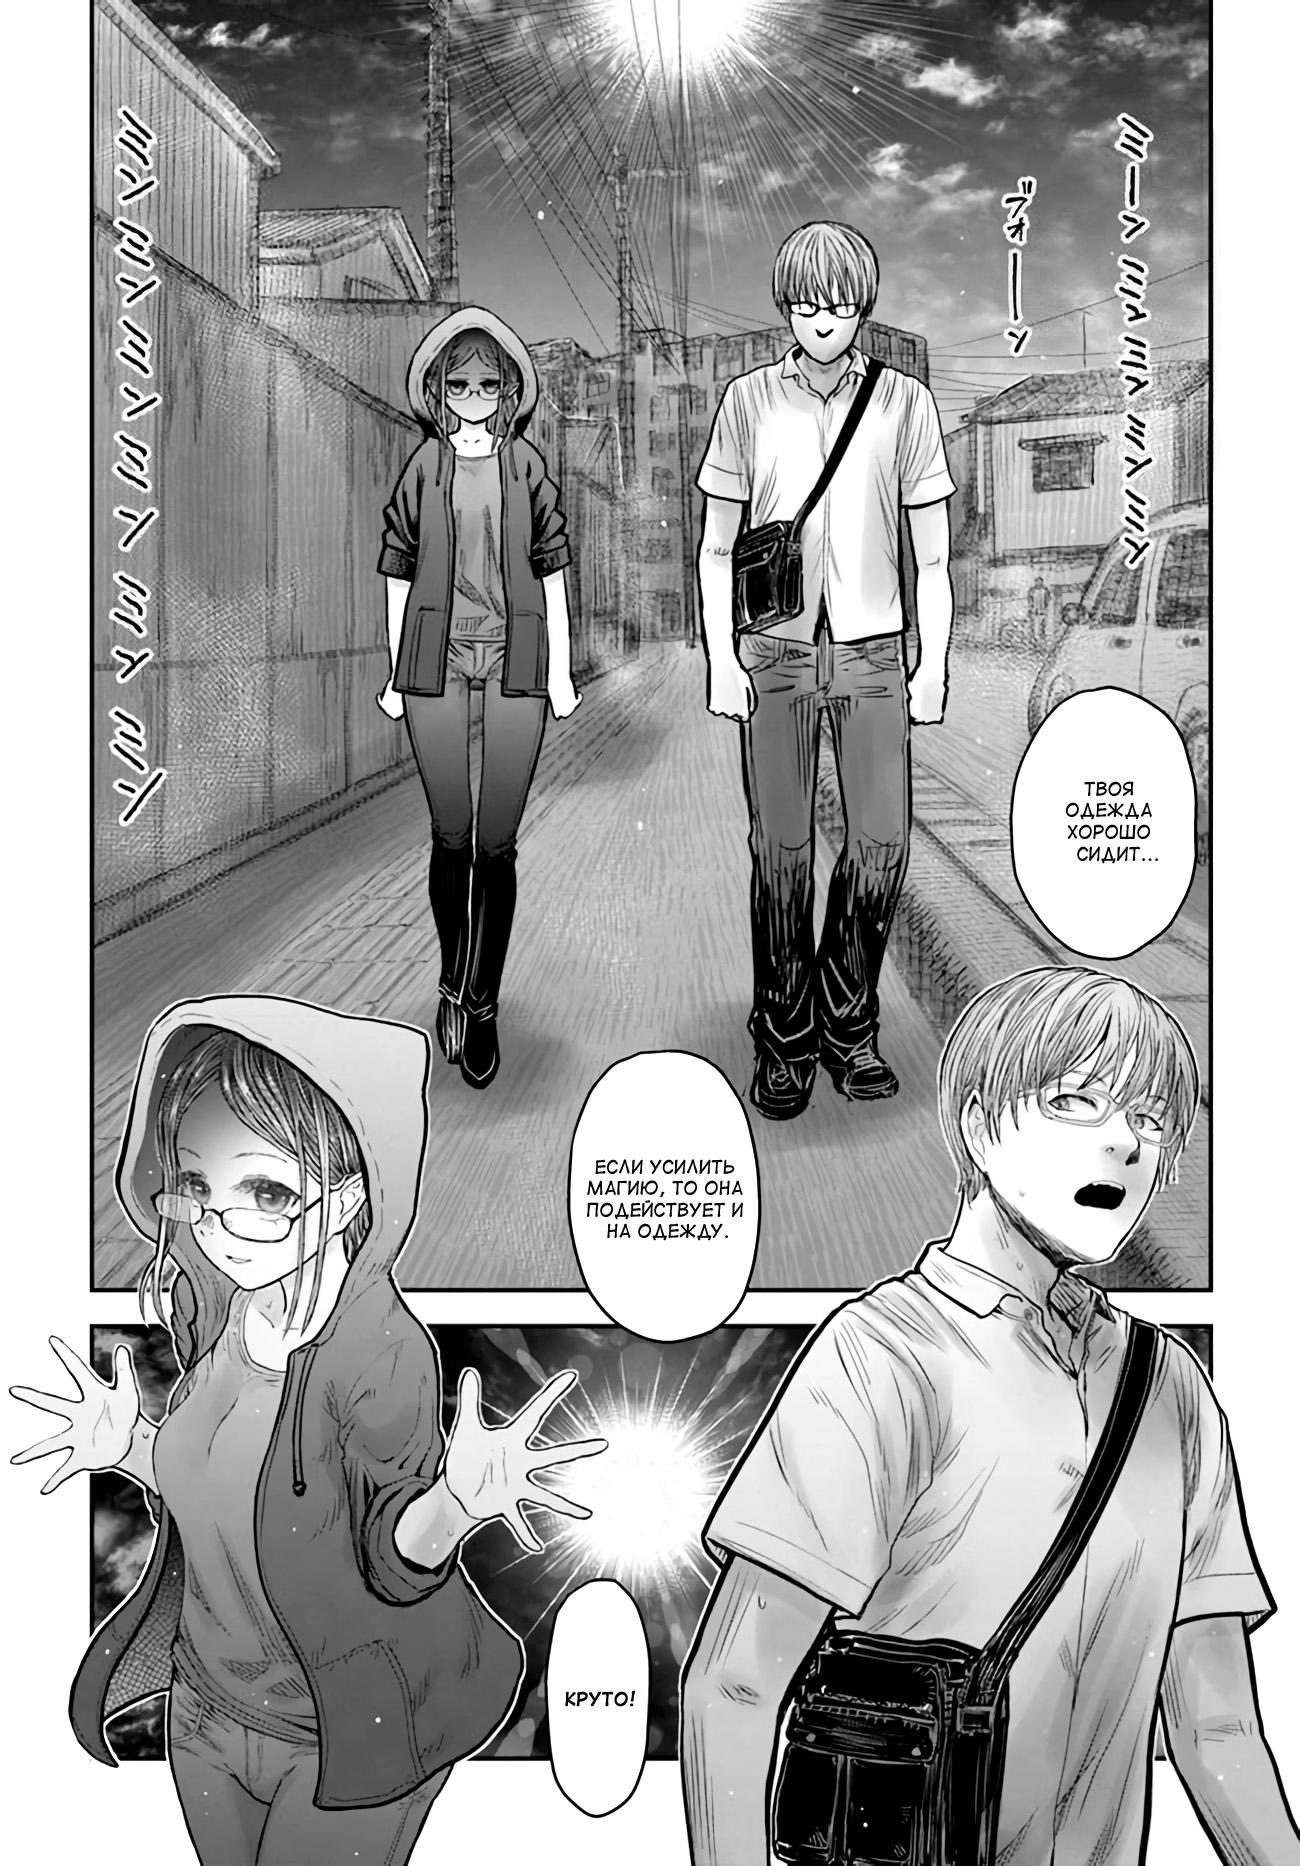 ミーンミンミンミンミンミン
ブォーン
ミンミンミンミンミンミンミン
ТВОЯ
ОДЕЖДА
ХОРОШО
СИДИТ...
ЕСЛИ УСИЛИТЬ
МАГИЮ, ТО ОНА
ПОДЕЙСТВУЕТ И
НА ОДЕЖДУ.
КРУТО!